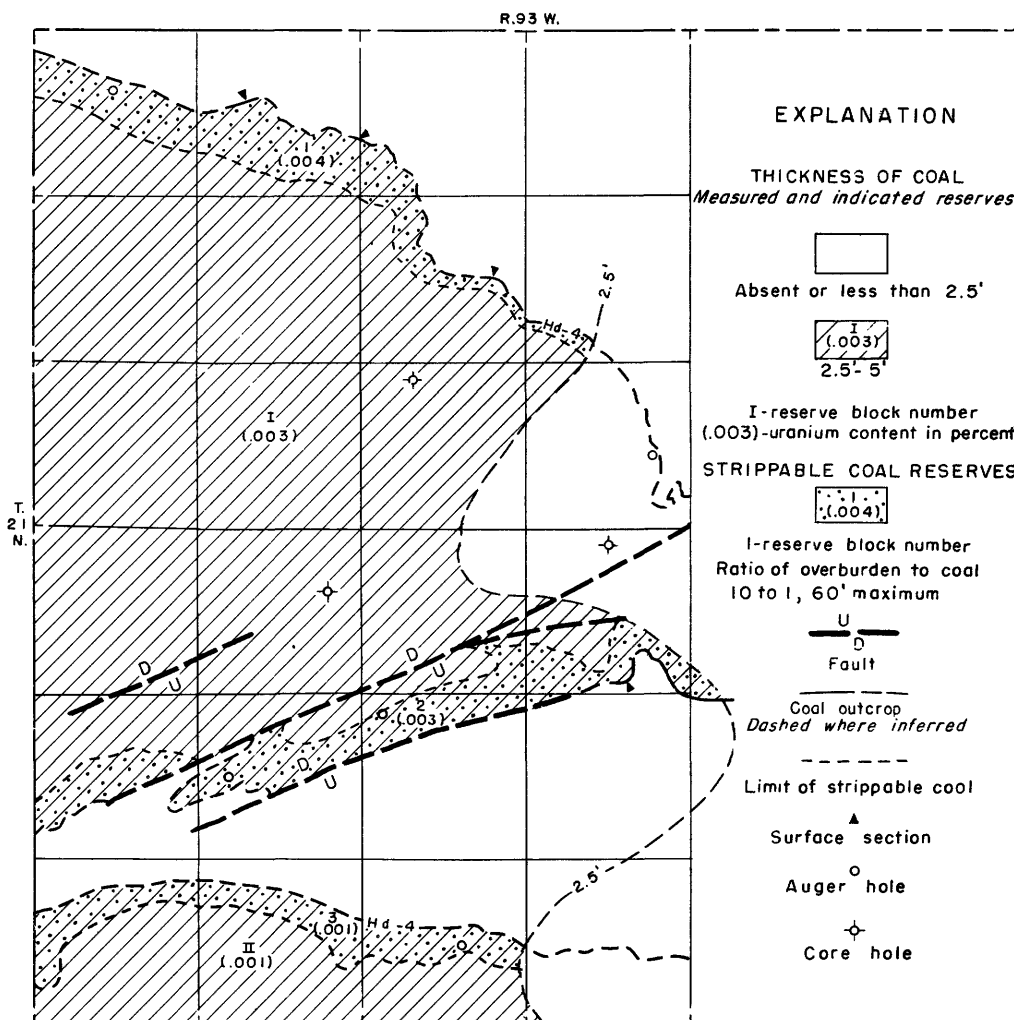 R.93 W.
EXPLANATION
THICKNESS OF COAL
Measured and indicated reserves
Absent or less than 2.5'
I
(.003)
2.5'- 5'
I-reserve block number
(.003)-uranium content in percent
STRIPPABLE COAL RESERVES
1
(.004)
1-reserve block number
Ratio of overburden to coal
10 to 1, 60' maximum
U
D
Fault
Coal outcrop
Dashed where inferred
Limit of strippable coal
Surface section
Auger hole
Core hole
1
(.004)
2.5'
Hd-4
I
(.003)
T.
21
N.
D
U
D
U
2
(.003)
D
U
2.5'
3
(.001)
Hd-4
II
(.001)